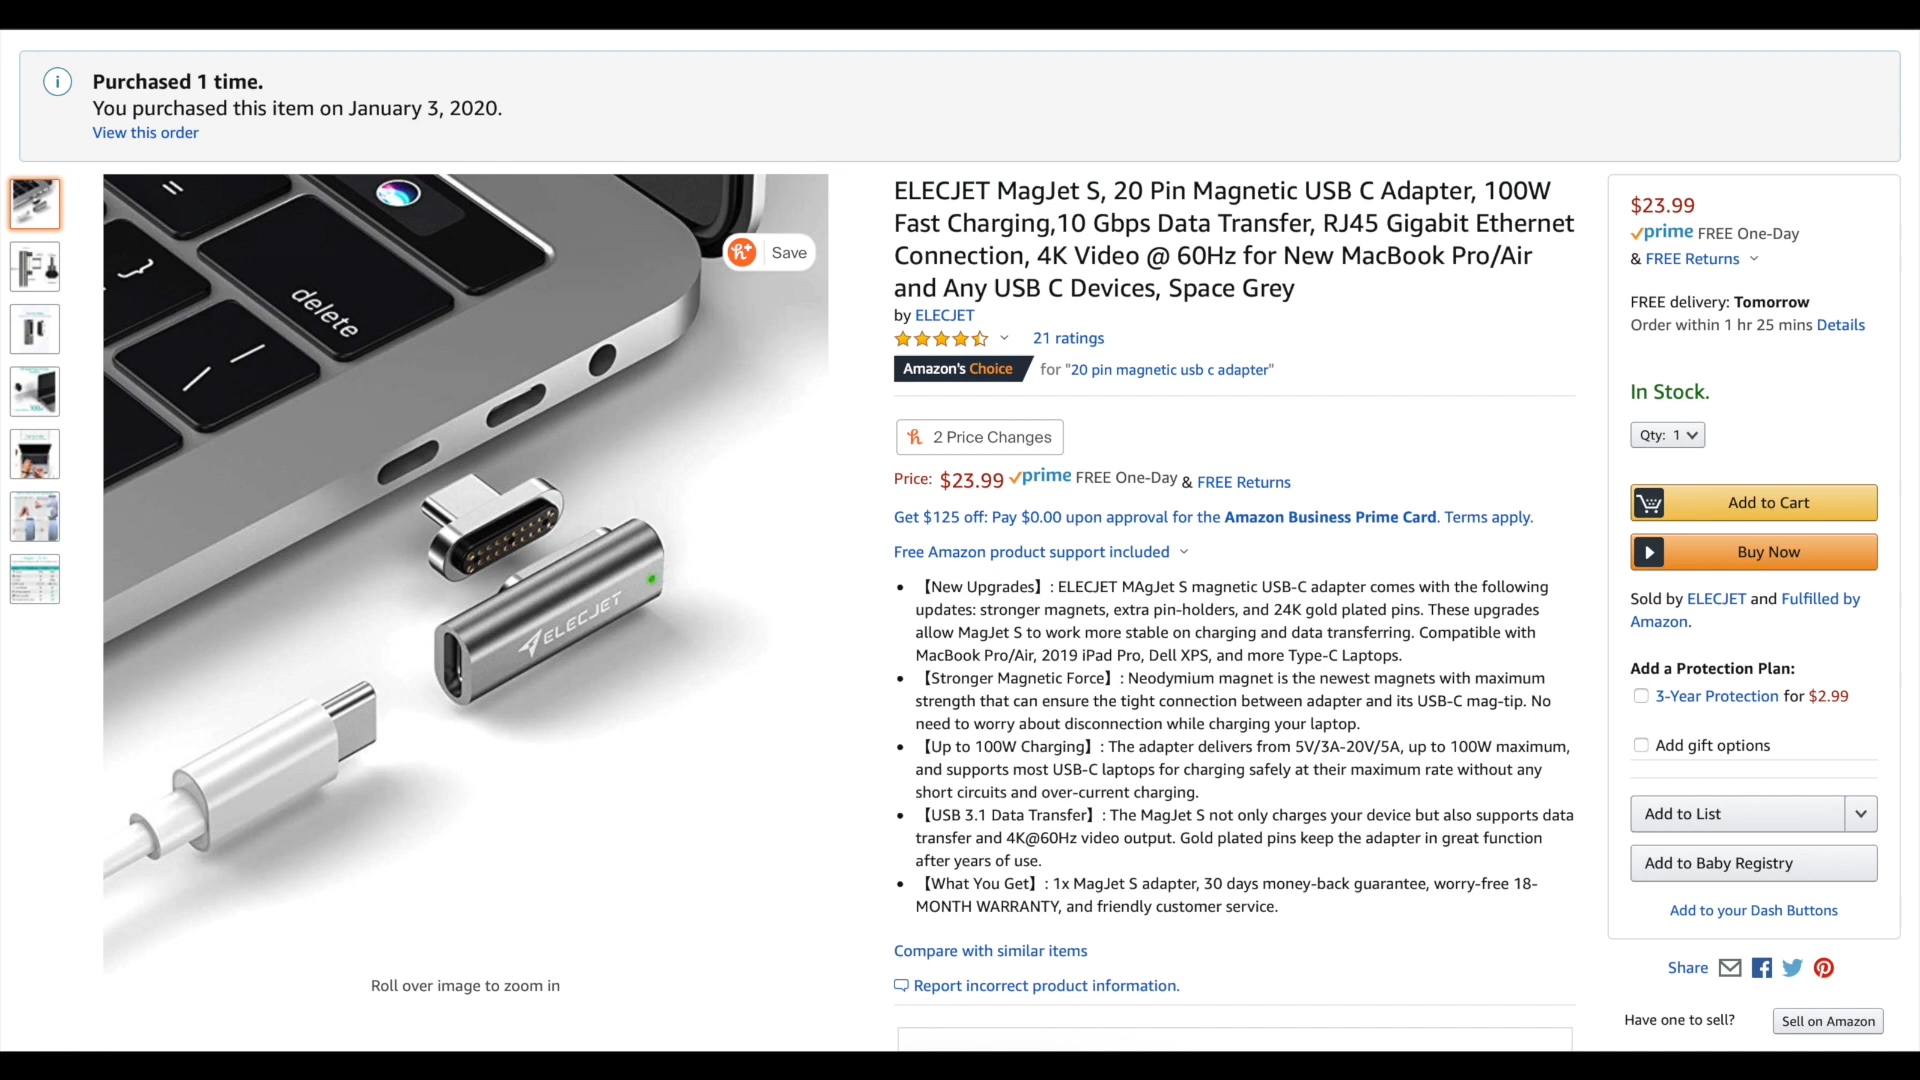 Purchased 1 time.
You purchased this item on January 3, 2020.
View this order
delete
Save
ELECJET
Roll over image to zoom in
ELECJET MagJet S, 20 Pin Magnetic USB C Adapter, 100W
Fast Charging,10 Gbps Data Transfer, RJ45 Gigabit Ethernet
Connection, 4K Video @ 60Hz for New MacBook Pro/Air
and Any USB C Devices, Space Grey
by ELECJET
21 ratings
Amazon's Choice for "20 pin magnetic usb c adapter"
2 Price Changes
Price: $23.99 prime FREE One-Day & FREE Returns
Get $125 off: Pay $0.00 upon approval for the Amazon Business Prime Card. Terms apply.
Free Amazon product support included
• 【New Upgrades】: ELECJET MAgJet S magnetic USB-C adapter comes with the following
updates: stronger magnets, extra pin-holders, and 24K gold plated pins. These upgrades
allow MagJet S to work more stable on charging and data transferring. Compatible with
MacBook Pro/Air, 2019 iPad Pro, Dell XPS, and more Type-C Laptops.
• 【Stronger Magnetic Force】: Neodymium magnet is the newest magnets with maximum
strength that can ensure the tight connection between adapter and its USB-C mag-tip. No
need to worry about disconnection while charging your laptop.
• 【Up to 100W Charging】: The adapter delivers from 5V/3A-20V/5A, up to 100W maximum,
and supports most USB-C laptops for charging safely at their maximum rate without any
short circuits and over-current charging.
• 【USB 3.1 Data Transfer】: The MagJet S not only charges your device but also supports data
transfer and 4K@60Hz video output. Gold plated pins keep the adapter in great function
after years of use.
• 【What You Get】: 1x MagJet S adapter, 30 days money-back guarantee, worry-free 18-
MONTH WARRANTY, and friendly customer service.
Compare with similar items
Report incorrect product information.
$23.99
prime FREE One-Day
& FREE Returns
FREE delivery: Tomorrow
Order within 1 hr 25 mins Details
In Stock.
Qty: 1
Add to Cart
Buy Now
Sold by ELECJET and Fulfilled by
Amazon.
Add a Protection Plan:
3-Year Protection for $2.99
Add gift options
Add to List
Add to Baby Registry
Add to your Dash Buttons
Share
Have one to sell?
Sell on Amazon